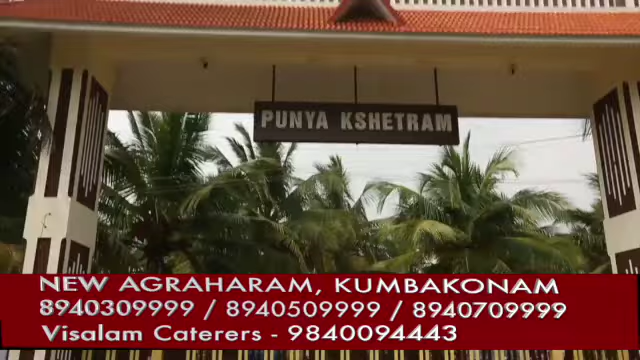 PUNYA KSHETRAM
NEW AGRAHARAM, KUMBAKONAM
8940309999 / 8940509999 / 8940709999
Visalam Caterers - 9840094443